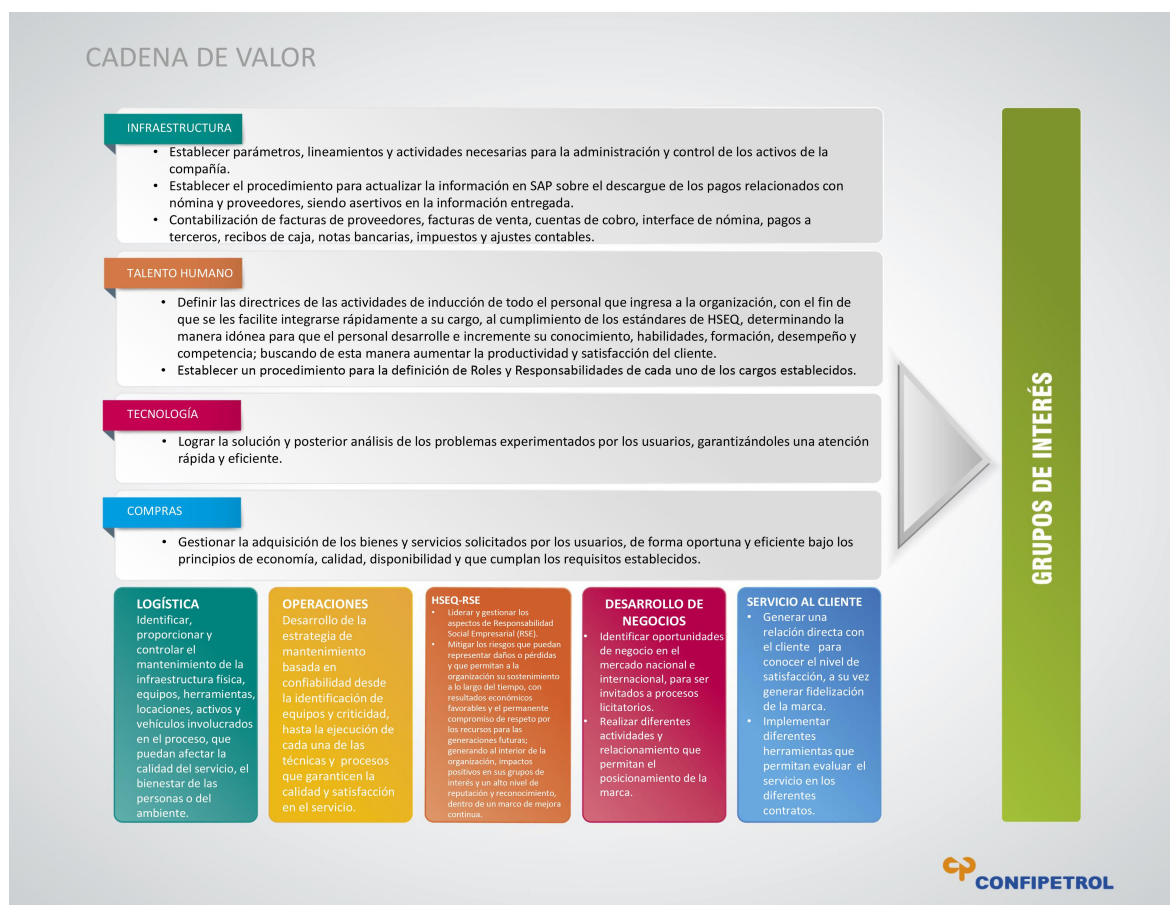 CADENA DE VALOR
INFRAESTRUCTURA
• Establecer parámetros, lineamientos y actividades necesarias para la administración y control de los activos de la
compañía.
• Establecer el procedimiento para actualizar la información en SAP sobre el descargue de los pagos relacionados con
nómina y proveedores, siendo asertivos en la información entregada.
• Contabilización de facturas de proveedores, facturas de venta, cuentas de cobro, interface de nómina, pagos a
terceros, recibos de caja, notas bancarias, impuestos y ajustes contables.
TALENTO HUMANO
• Definir las directrices de las actividades de inducción de todo el personal que ingresa a la organización, con el fin de
que se les facilite integrarse rápidamente a su cargo, al cumplimiento de los estándares de HSEQ, determinando la
manera idónea para que el personal desarrolle e incremente su conocimiento, habilidades, formación, desempeño y
competencia; buscando de esta manera aumentar la productividad y satisfacción del cliente.
• Establecer un procedimiento para la definición de Roles y Responsabilidades de cada uno de los cargos establecidos.
TECNOLOGÍA
• Lograr la solución y posterior análisis de los problemas experimentados por los usuarios, garantizándoles una atención
rápida y eficiente.
COMPRAS
• Gestionar la adquisición de los bienes y servicios solicitados por los usuarios, de forma oportuna y eficiente bajo los
principios de economía, calidad, disponibilidad y que cumplan los requisitos establecidos.
LOGÍSTICA
Identificar,
proporcionar y
controlar el
mantenimiento de la
infraestructura física,
equipos, herramientas,
locaciones, activos y
vehículos involucrados
en el proceso, que
puedan afectar la
calidad del servicio, el
bienestar de las
personas o del
ambiente.
OPERACIONES
Desarrollo de la
estrategia de
mantenimiento
basada en
confiabilidad desde
la identificación de
equipos y criticidad,
hasta la ejecución de
cada una de las
técnicas y procesos
que garanticen la
calidad y satisfacción
en el servicio.
HSEQ-RSE
• Liderar y gestionar los
aspectos de Responsabilidad
Social Empresarial (RSE).
• Mitigar los riesgos que puedan
representar daños o pérdidas
y que permitan a la
organización su sostenimiento
a lo largo del tiempo, con
resultados económicos
favorables y el permanente
compromiso de respeto por
los recursos para las
generaciones futuras;
generando al interior de la
organización, impactos
positivos en sus grupos de
interés y un alto nivel de
reputación y reconocimiento,
dentro de un marco de mejora
continua.
DESARROLLO DE
NEGOCIOS
• Identificar oportunidades
de negocio en el
mercado nacional e
internacional, para ser
invitados a procesos
licitatorios.
• Realizar diferentes
actividades y
relacionamiento que
permitan el
posicionamiento de la
marca.
SERVICIO AL CLIENTE
• Generar una
relación directa con
el cliente para
conocer el nivel de
satisfacción, a su vez
generar fidelización
de la marca.
• Implementar
diferentes
herramientas que
permitan evaluar el
servicio en los
diferentes
contratos.
GRUPOS DE INTERÉS
cp
CONFIPETROL